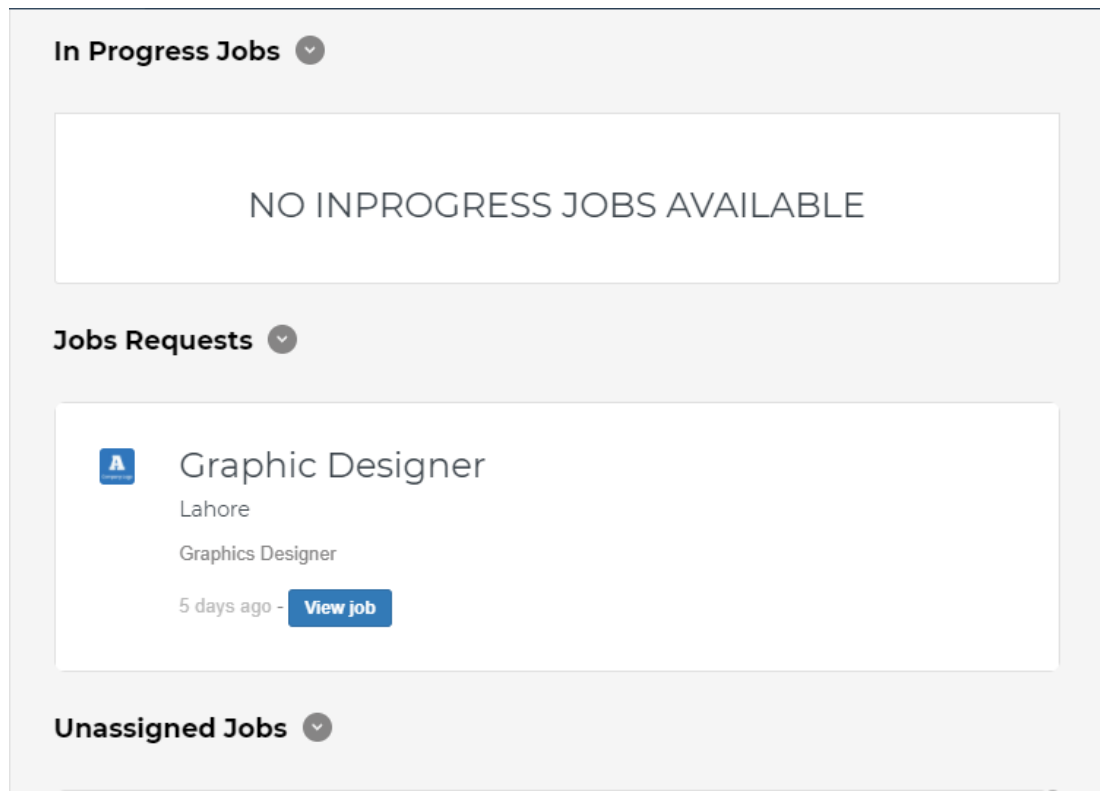 In Progress Jobs
NO INPROGRESS JOBS AVAILABLE
Jobs Requests
A
Graphic Designer
Lahore
Graphics Designer
5 days ago - View job
Unassigned Jobs